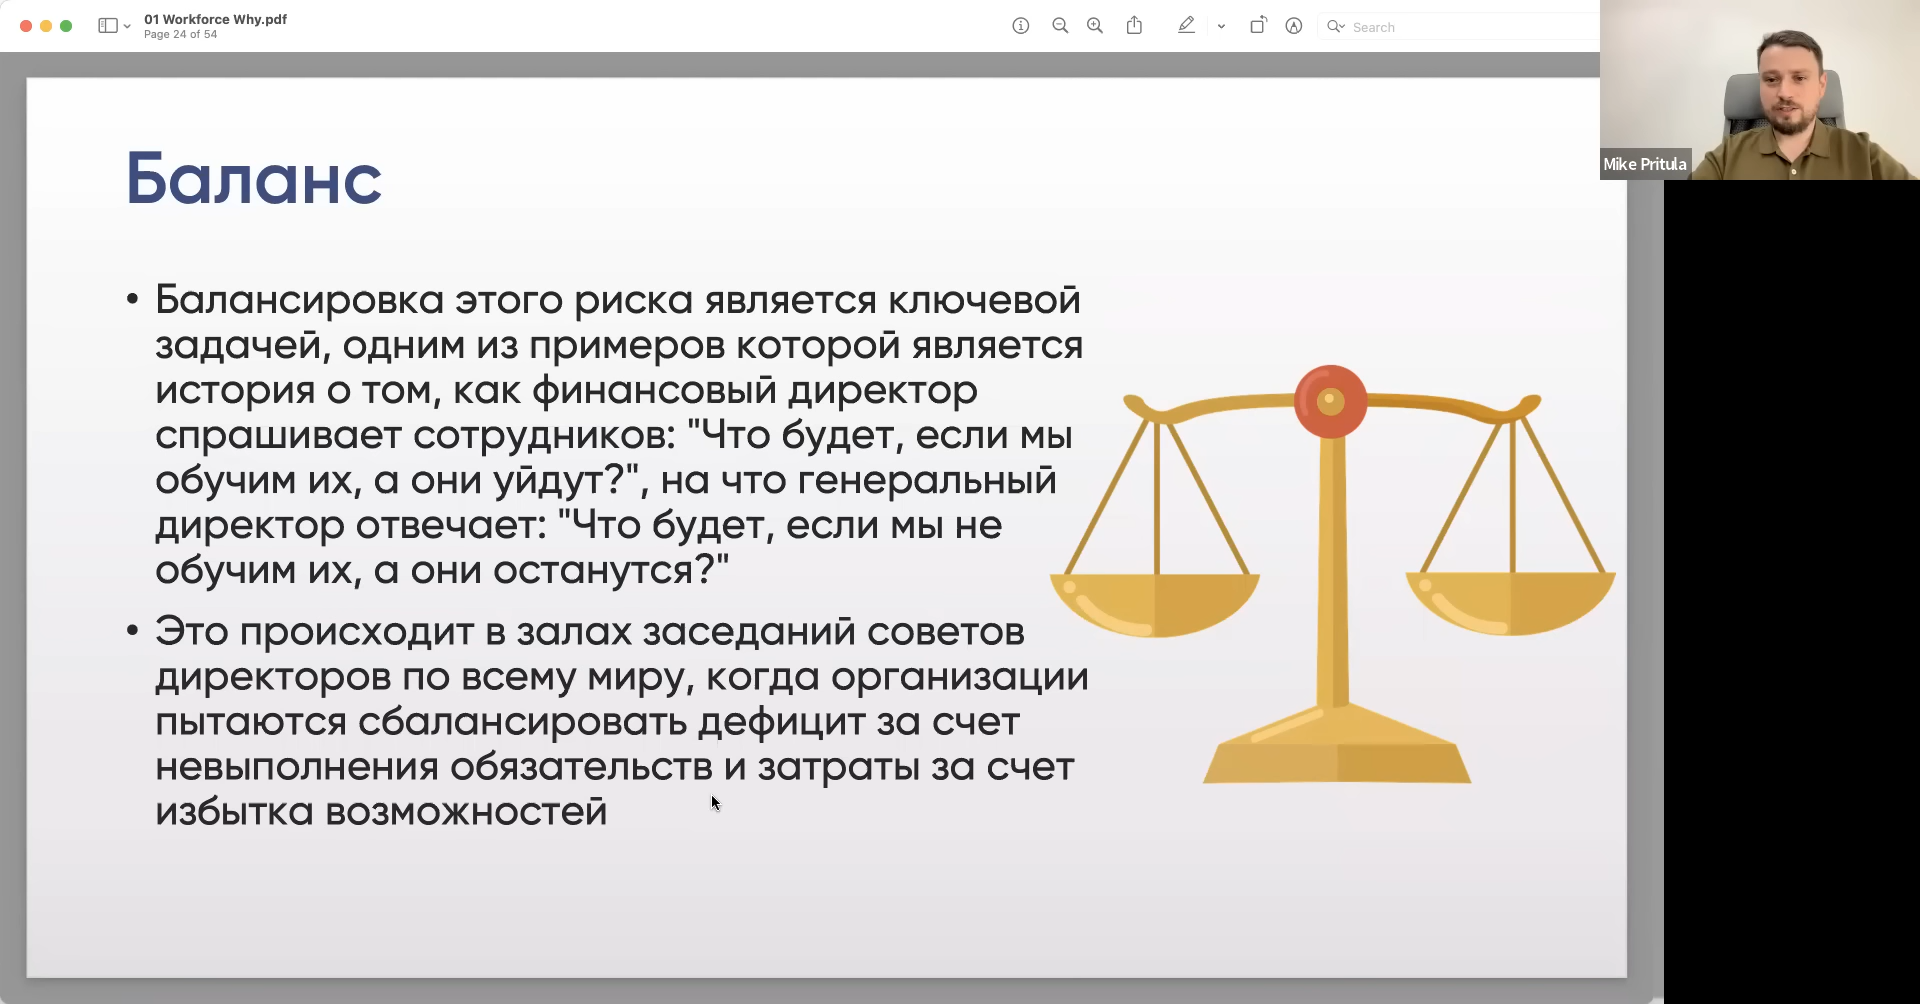 01 Workforce Why.pdf
Page 24 of 54
Search
Mike Pritula
Баланс
• Балансировка этого риска является ключевой
задачей, одним из примеров которой является
история о том, как финансовый директор
спрашивает сотрудников: "Что будет, если мы
обучим их, а они уйдут?", на что генеральный
директор отвечает: "Что будет, если мы не
обучим их, а они останутся?"
• Это происходит в залах заседаний советов
директоров по всему миру, когда организации
пытаются сбалансировать дефицит за счет
невыполнения обязательств и затраты за счет
избытка возможностей